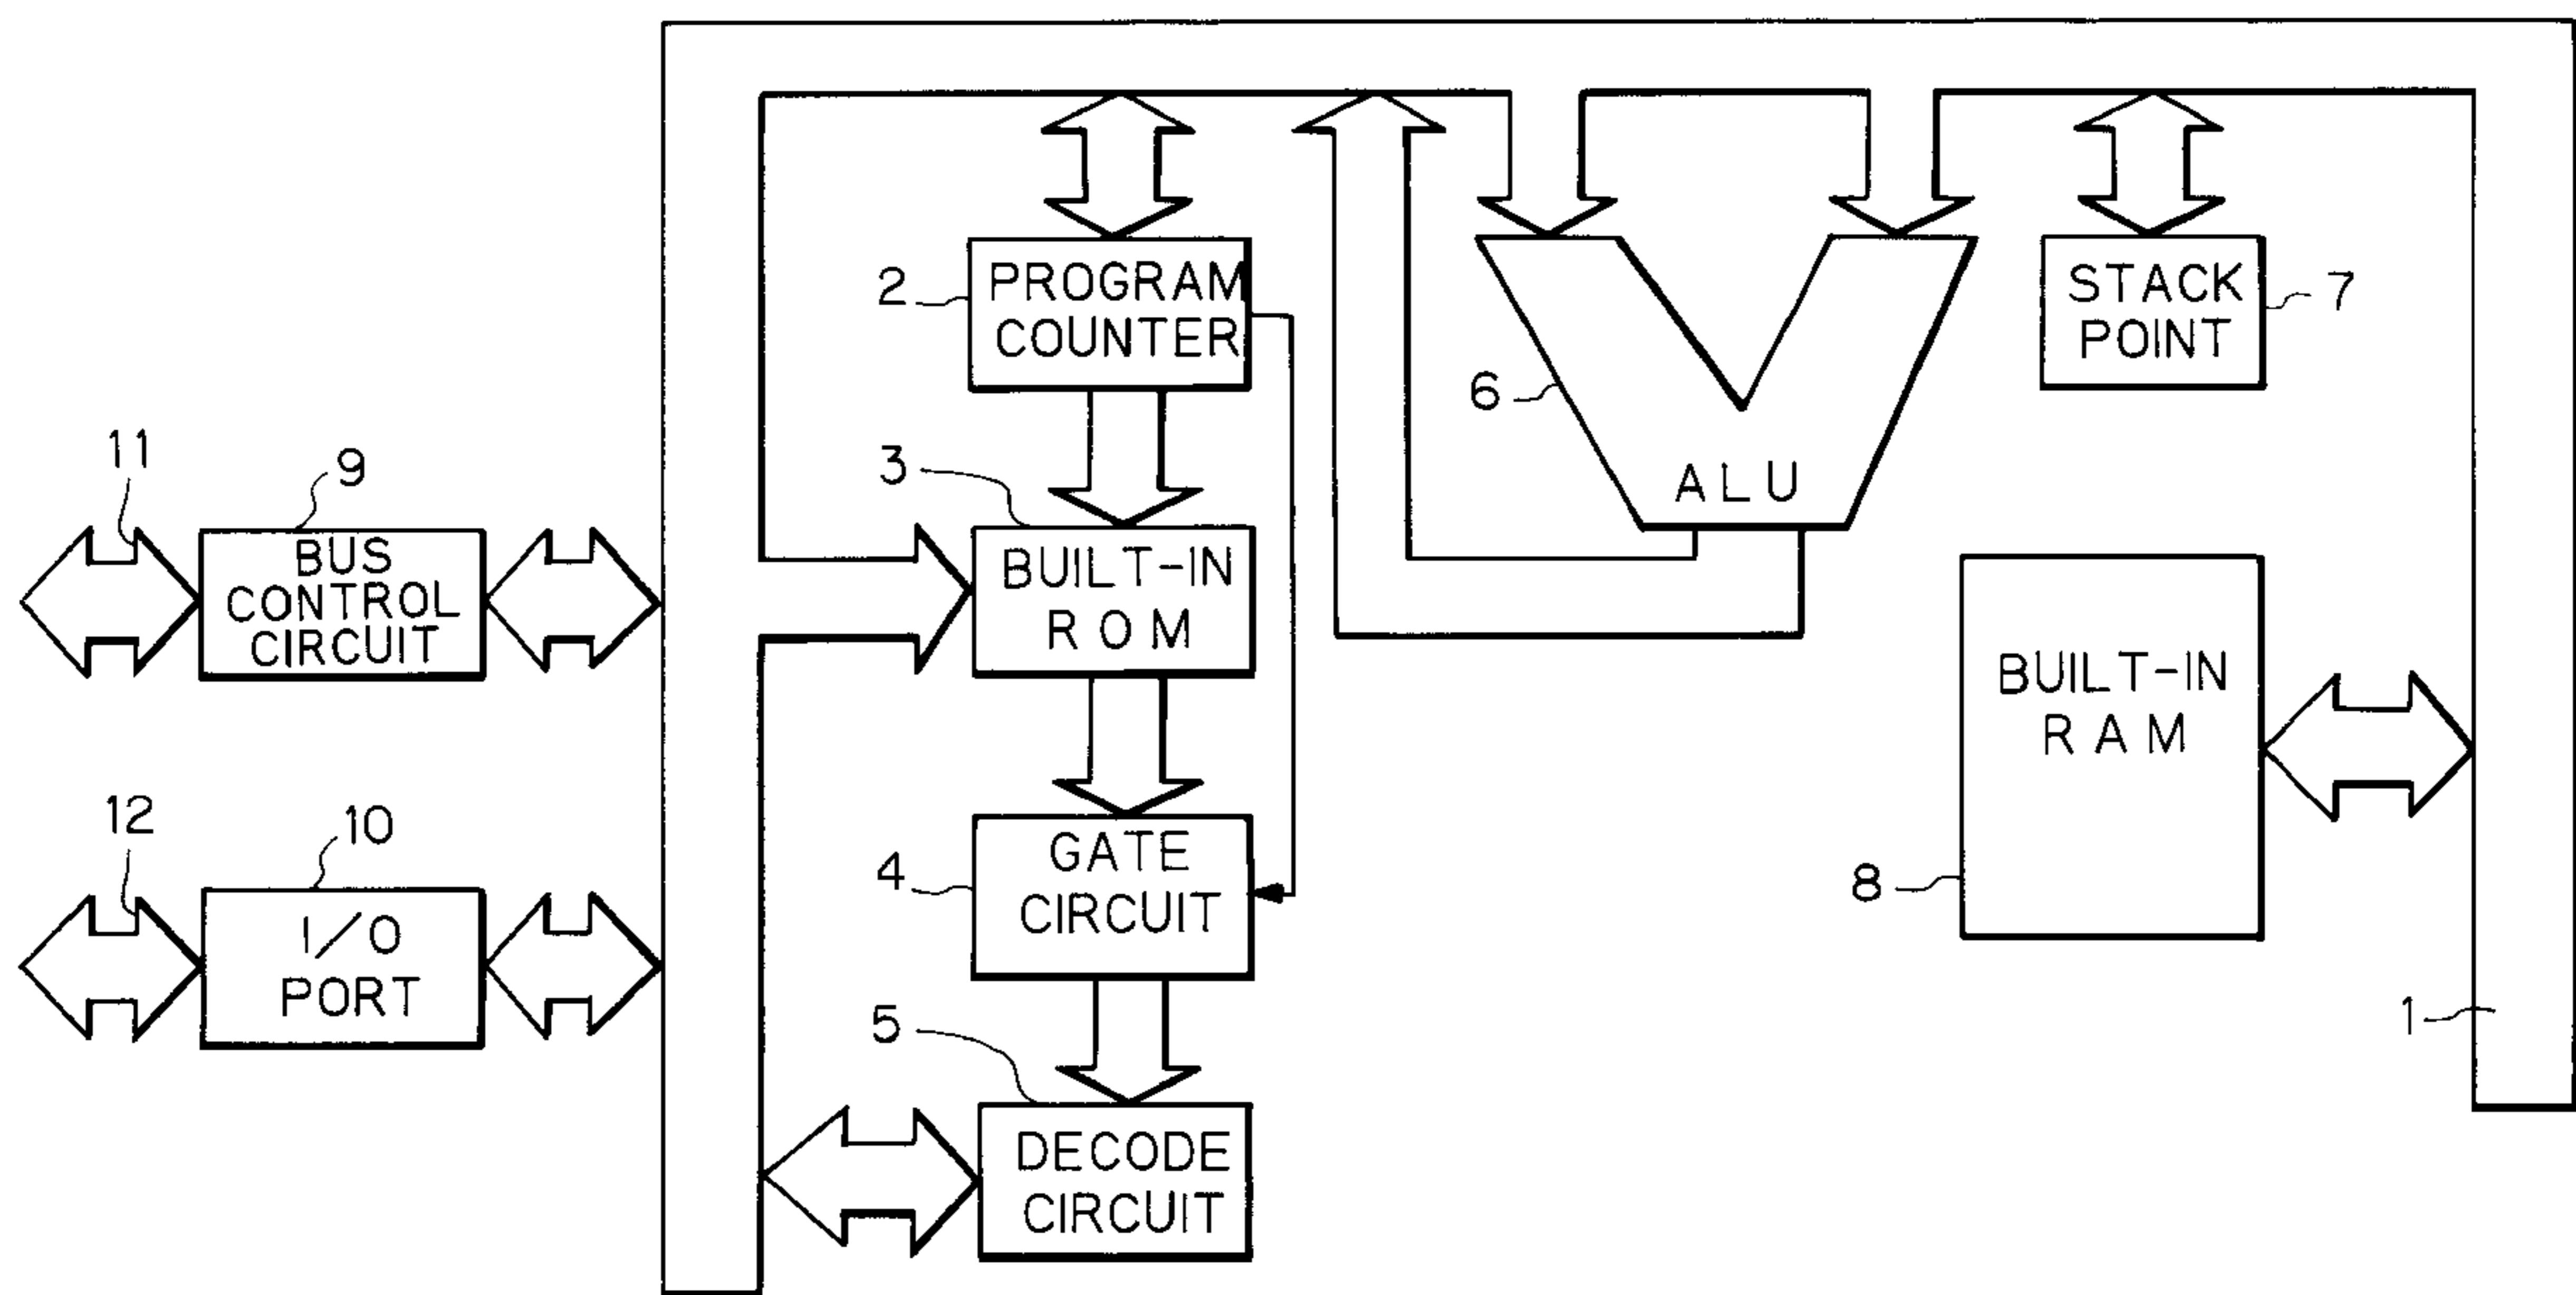 2
PROGRAM
COUNTER
STACK
POINT
7
6
ALU
11
9
BUS
CONTROL
CIRCUIT
3
BUILT-IN
ROM
BUILT-IN
RAM
8
12
10
I/O
PORT
4
GATE
CIRCUIT
1
5
DECODE
CIRCUIT